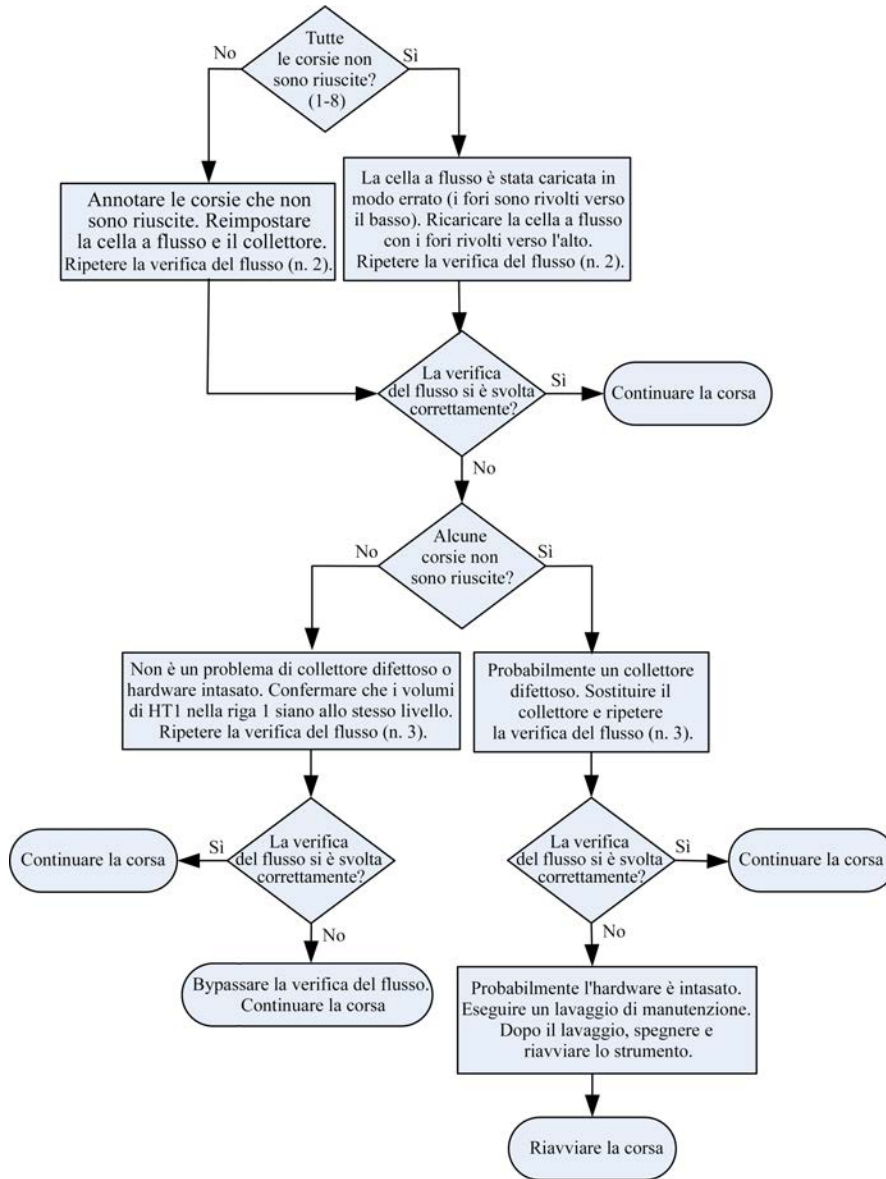 Tutte
le corsie non
sono riuscite?
(1-8)
No
Sì
Annotare le corsie che non
sono riuscite. Reimpostare
la cella a flusso e il collettore.
Ripetere la verifica del flusso (n. 2).
La cella a flusso è stata caricata in
modo errato (i fori sono rivolti verso
il basso). Ricaricare la cella a flusso
con i fori rivolti verso l'alto.
Ripetere la verifica del flusso (n. 2).
La verifica
del flusso si è svolta
correttamente?
Sì
Continuare la corsa
No
Alcune
corsie non
sono riuscite?
No
Sì
Non è un problema di collettore difettoso o
hardware intasato. Confermare che i volumi
di HT1 nella riga 1 siano allo stesso livello.
Ripetere la verifica del flusso (n. 3).
Probabilmente un collettore
difettoso. Sostituire il
collettore e ripetere
la verifica del flusso (n. 3).
Continuare la corsa
Sì
La verifica
del flusso si è svolta
correttamente?
La verifica
del flusso si è svolta
correttamente?
Sì
Continuare la corsa
No
No
Bypassare la verifica del flusso.
Continuare la corsa
Probabilmente l'hardware è intasato.
Eseguire un lavaggio di manutenzione.
Dopo il lavaggio, spegnere e
riavviare lo strumento.
Riavviare la corsa